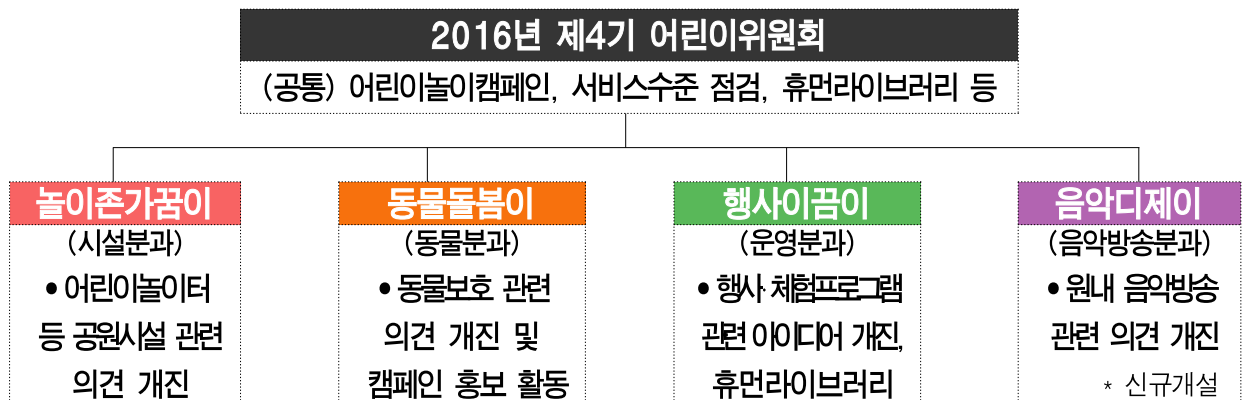 2016년 제4기 어린이위원회
(공통) 어린이놀이캠페인, 서비스수준 점검, 휴먼라이브러리 등
놀이존가꿈이
(시설분과)
• 어린이놀이터
등 공원시설 관련
의견 개진
동물돌봄이
(동물분과)
• 동물보호 관련
의견 개진 및
캠페인 홍보 활동
행사이끔이
(운영분과)
• 행사·체험프로그램
관련 아이디어 개진,
휴먼라이브러리
음악디제이
(음악방송분과)
• 원내 음악방송
관련 의견 개진
* 신규개설